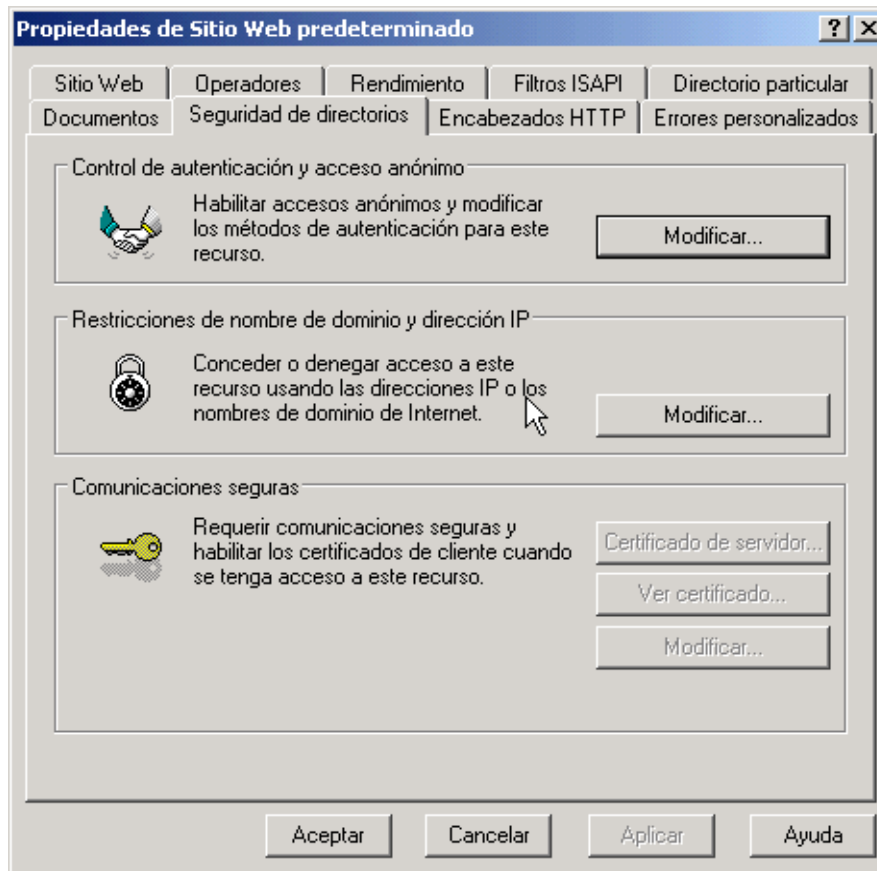 Propiedades de Sitio Web predeterminado
Sitio Web Operadores Rendimiento Filtros ISAPI Directorio particular
Documentos Seguridad de directorios Encabezados HTTP Errores personalizados
Control de autenticación y acceso anónimo
Habilitar accesos anónimos y modificar
los métodos de autenticación para este
recurso.
Modificar...
Restricciones de nombre de dominio y dirección IP
Conceder o denegar acceso a este
recurso usando las direcciones IP o los
nombres de dominio de Internet.
Modificar...
Comunicaciones seguras
Requerir comunicaciones seguras y
habilitar los certificados de cliente cuando
se tenga acceso a este recurso.
Certificado de servidor...
Ver certificado...
Modificar...
Aceptar Cancelar Aplicar Ayuda